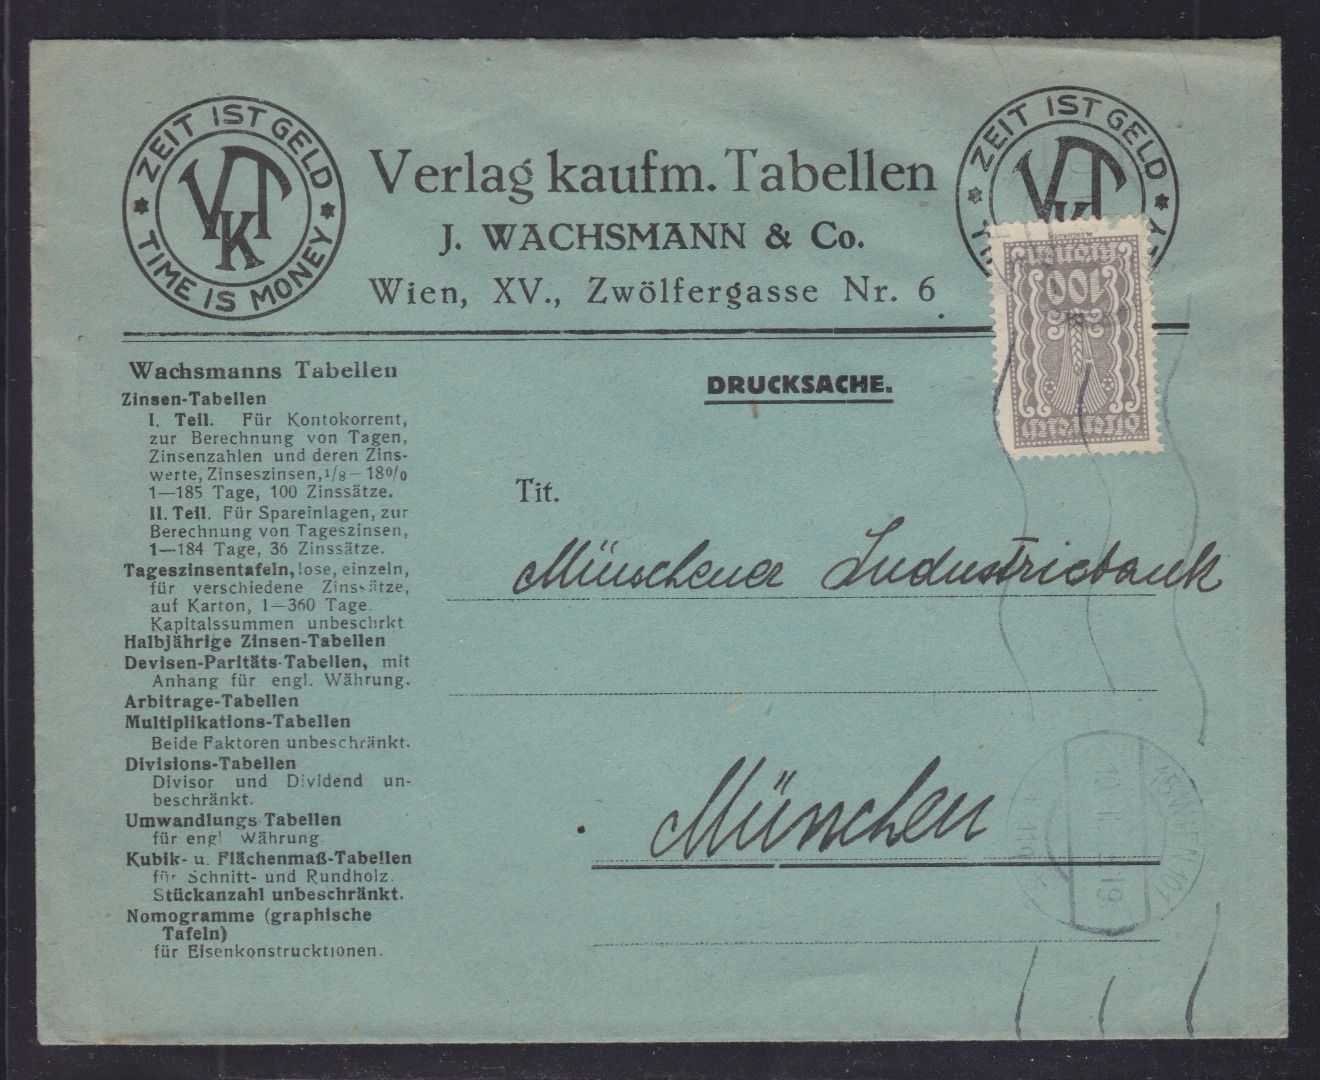 ZEIT IST GELD
TIME IS MONEY
VKT
Verlag kaufm. Tabellen
J. WACHSMANN & Co.
Wien, XV., Zwölfergasse Nr. 6
ZEIT IST GELD
VKT
100
Wachsmanns Tabellen
Zinsen-Tabellen
I. Teil. Für Kontokorrent,
zur Berechnung von Tagen,
Zinsenzahlen und deren Zins-
werte, Zinseszinsen, 1/8 — 18%
1—185 Tage, 100 Zinssätze.
II. Teil. Für Spareinlagen, zur
Berechnung von Tageszinsen,
1—184 Tage, 36 Zinssätze.
Tageszinsentafeln, lose, einzeln,
für verschiedene Zinssätze,
auf Karton, 1—360 Tage.
Kapitalssummen unbeschrkt
Halbjährige Zinsen-Tabellen
Devisen-Paritäts-Tabellen, mit
Anhang für engl. Währung.
Arbitrage-Tabellen
Multiplikations-Tabellen
Beide Faktoren unbeschränkt.
Divisions-Tabellen
Divisor und Dividend un-
beschränkt.
Umwandlungs-Tabellen
für engl Währung
Kubik- u. Flächenmaß-Tabellen
für Schnitt- und Rundholz.
Stückanzahl unbeschränkt.
Nomogramme (graphische
Tafeln)
für Eisenkonstrucktionen.
DRUCKSACHE.
Tit.
Münchener Industriebank
München